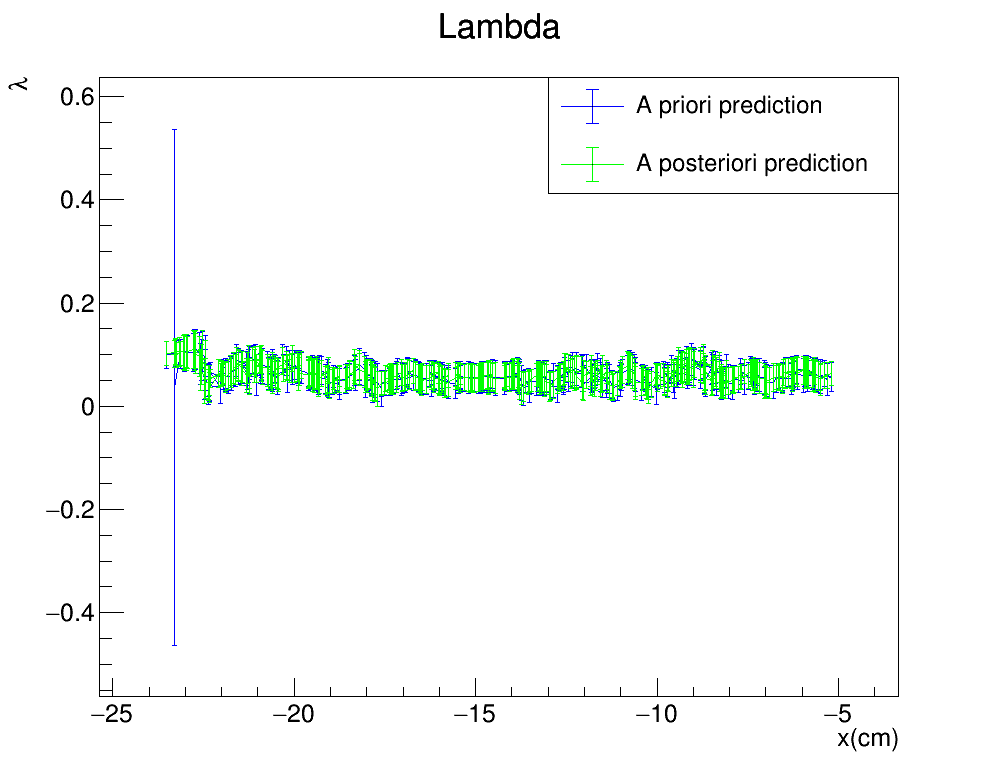 Lambda
λ
A priori prediction
A posteriori prediction
0.6
0.4
0.2
0
−0.2
−0.4
−25 −20 −15 −10 −5
x(cm)